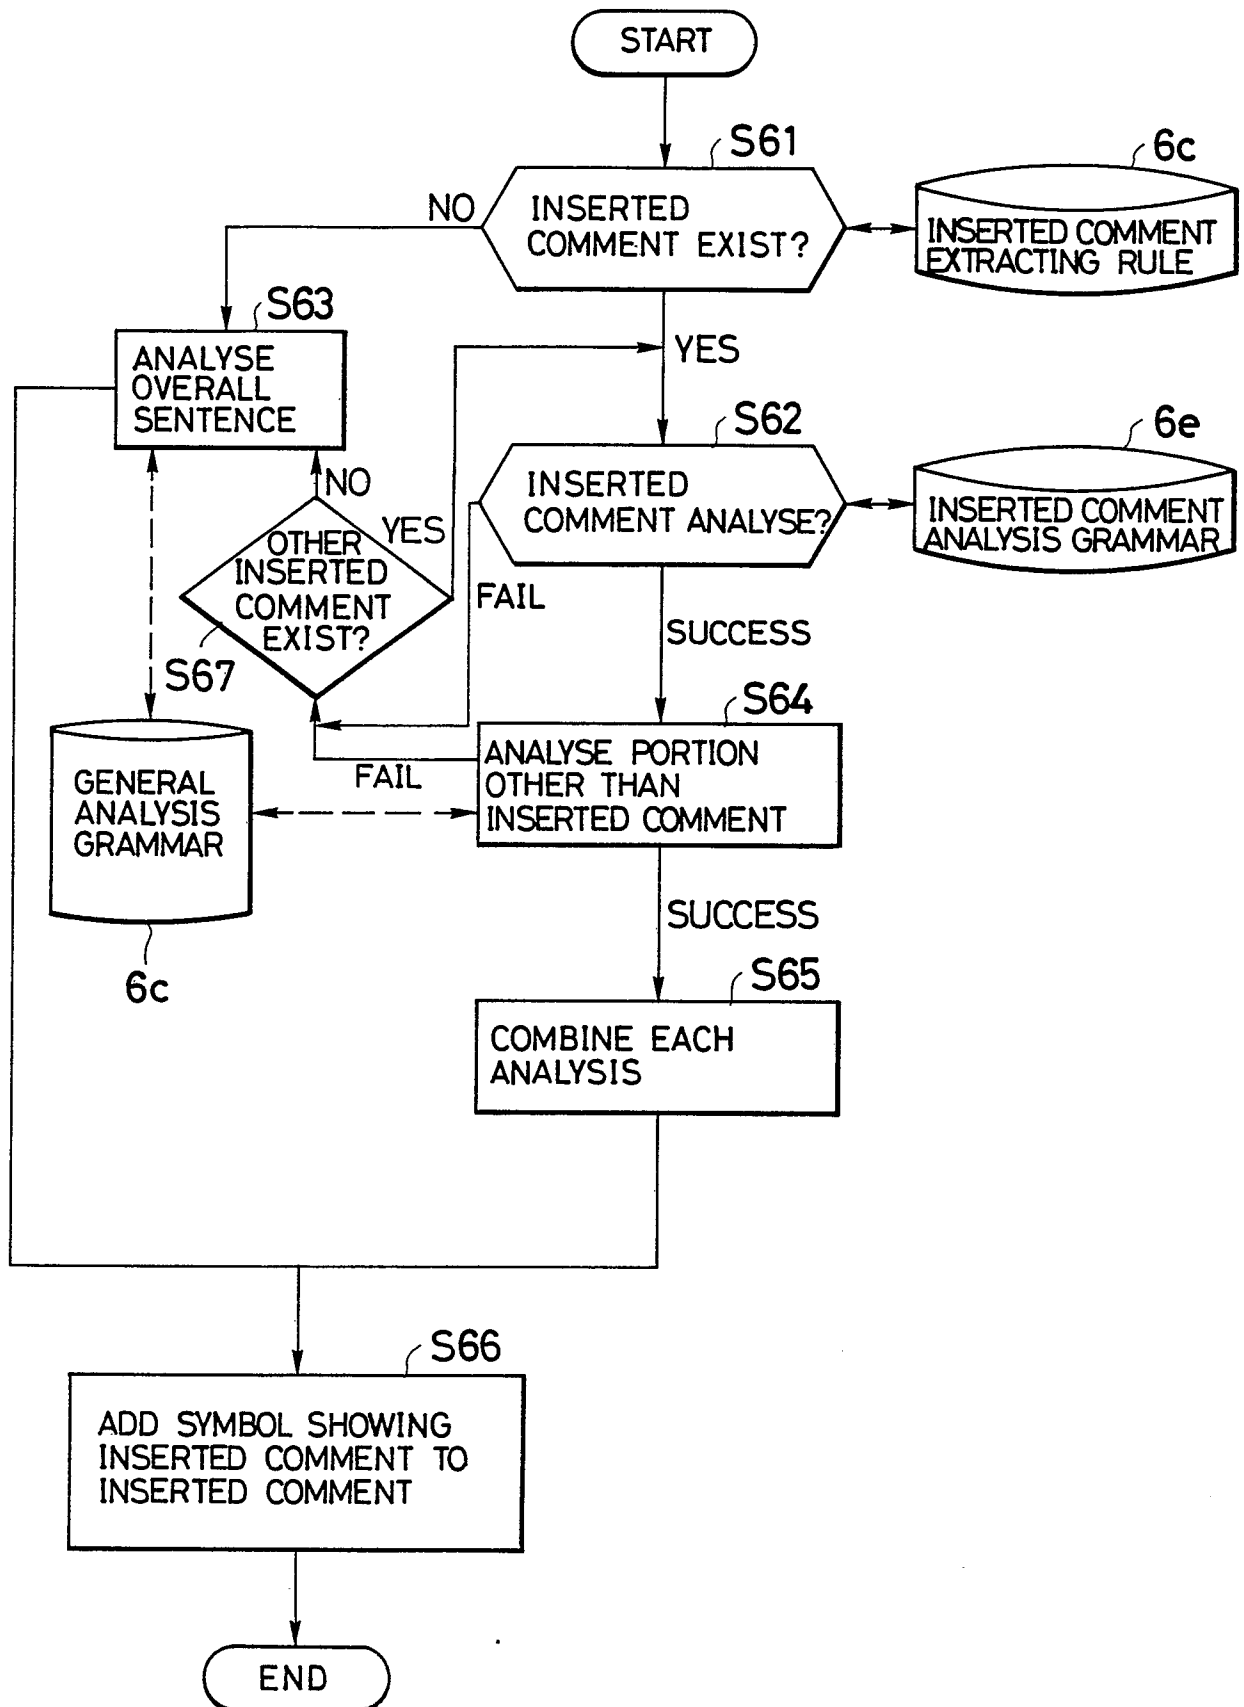 START
S61
6c
NO
INSERTED
COMMENT EXIST?
INSERTED COMMENT
EXTRACTING RULE
S63
YES
ANALYSE
OVERALL
SENTENCE
S62
6e
NO
YES
INSERTED
COMMENT ANALYSE?
INSERTED COMMENT
ANALYSIS GRAMMAR
OTHER
INSERTED
COMMENT
EXIST?
FAIL
SUCCESS
S67
S64
ANALYSE PORTION
OTHER THAN
INSERTED COMMENT
FAIL
GENERAL
ANALYSIS
GRAMMAR
SUCCESS
6c
S65
COMBINE EACH
ANALYSIS
S66
ADD SYMBOL SHOWING
INSERTED COMMENT TO
INSERTED COMMENT
END